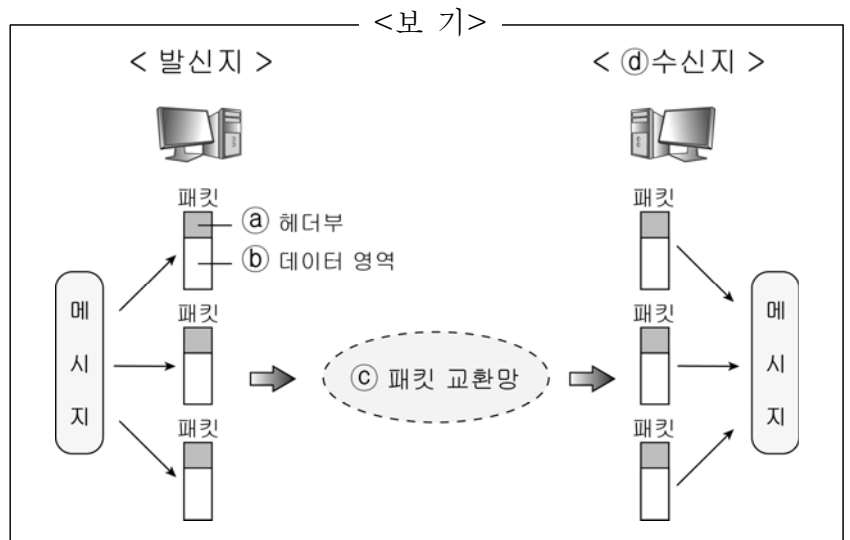 <보 기>
< 발신지 >
< ⓓ수신지 >
패킷
ⓐ 헤더부
ⓑ 데이터 영역
패킷
메
시
지
패킷
ⓒ 패킷 교환망
패킷
패킷
메
시
지
패킷
패킷